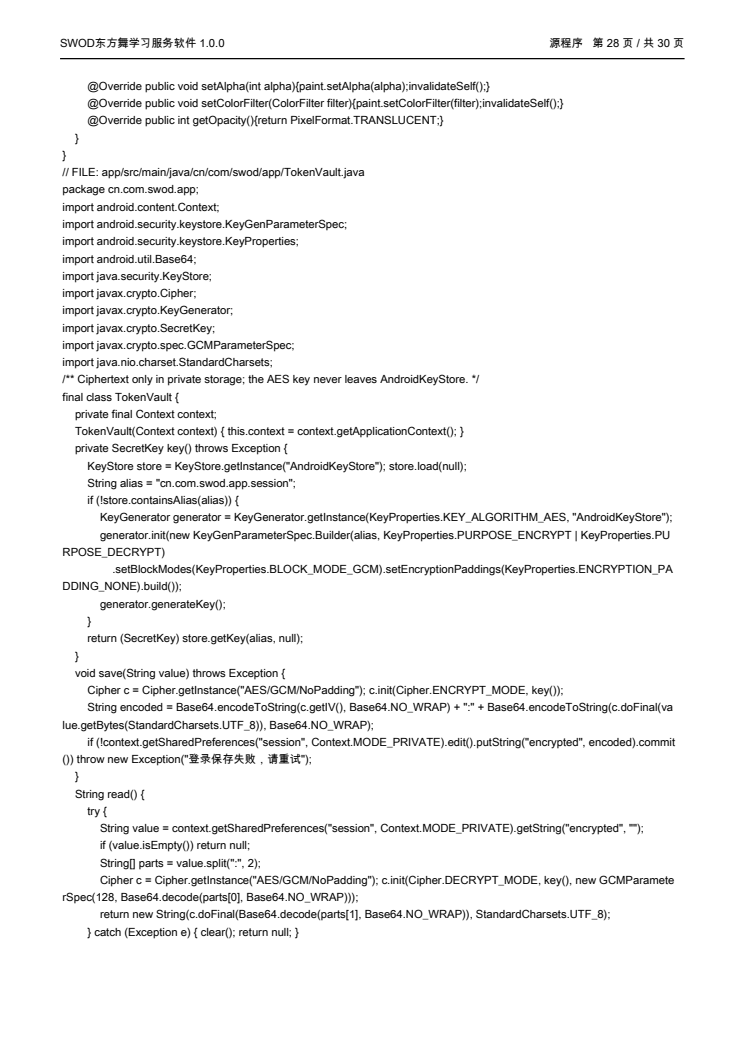 SWOD东方舞学习服务软件 1.0.0
源程序 第 28 页 / 共 30 页
@Override public void setAlpha(int alpha){paint.setAlpha(alpha);invalidateSelf();}
@Override public void setColorFilter(ColorFilter filter){paint.setColorFilter(filter);invalidateSelf();}
@Override public int getOpacity(){return PixelFormat.TRANSLUCENT;}
}
}
// FILE: app/src/main/java/cn/com/swod/app/TokenVault.java
package cn.com.swod.app;
import android.content.Context;
import android.security.keystore.KeyGenParameterSpec;
import android.security.keystore.KeyProperties;
import android.util.Base64;
import java.security.KeyStore;
import javax.crypto.Cipher;
import javax.crypto.KeyGenerator;
import javax.crypto.SecretKey;
import javax.crypto.spec.GCMParameterSpec;
import java.nio.charset.StandardCharsets;
/** Ciphertext only in private storage; the AES key never leaves AndroidKeyStore. */
final class TokenVault {
private final Context context;
TokenVault(Context context) { this.context = context.getApplicationContext(); }
private SecretKey key() throws Exception {
KeyStore store = KeyStore.getInstance("AndroidKeyStore"); store.load(null);
String alias = "cn.com.swod.app.session";
if (!store.containsAlias(alias)) {
KeyGenerator generator = KeyGenerator.getInstance(KeyProperties.KEY_ALGORITHM_AES, "AndroidKeyStore");
generator.init(new KeyGenParameterSpec.Builder(alias, KeyProperties.PURPOSE_ENCRYPT | KeyProperties.PU
RPOSE_DECRYPT)
.setBlockModes(KeyProperties.BLOCK_MODE_GCM).setEncryptionPaddings(KeyProperties.ENCRYPTION_PA
DDING_NONE).build());
generator.generateKey();
}
return (SecretKey) store.getKey(alias, null);
}
void save(String value) throws Exception {
Cipher c = Cipher.getInstance("AES/GCM/NoPadding"); c.init(Cipher.ENCRYPT_MODE, key());
String encoded = Base64.encodeToString(c.getIV(), Base64.NO_WRAP) + ":" + Base64.encodeToString(c.doFinal(va
lue.getBytes(StandardCharsets.UTF_8)), Base64.NO_WRAP);
if (!context.getSharedPreferences("session", Context.MODE_PRIVATE).edit().putString("encrypted", encoded).commit
()) throw new Exception("登录保存失败，请重试");
}
String read() {
try {
String value = context.getSharedPreferences("session", Context.MODE_PRIVATE).getString("encrypted", "");
if (value.isEmpty()) return null;
String[] parts = value.split(":", 2);
Cipher c = Cipher.getInstance("AES/GCM/NoPadding"); c.init(Cipher.DECRYPT_MODE, key(), new GCMParamete
rSpec(128, Base64.decode(parts[0], Base64.NO_WRAP)));
return new String(c.doFinal(Base64.decode(parts[1], Base64.NO_WRAP)), StandardCharsets.UTF_8);
} catch (Exception e) { clear(); return null; }